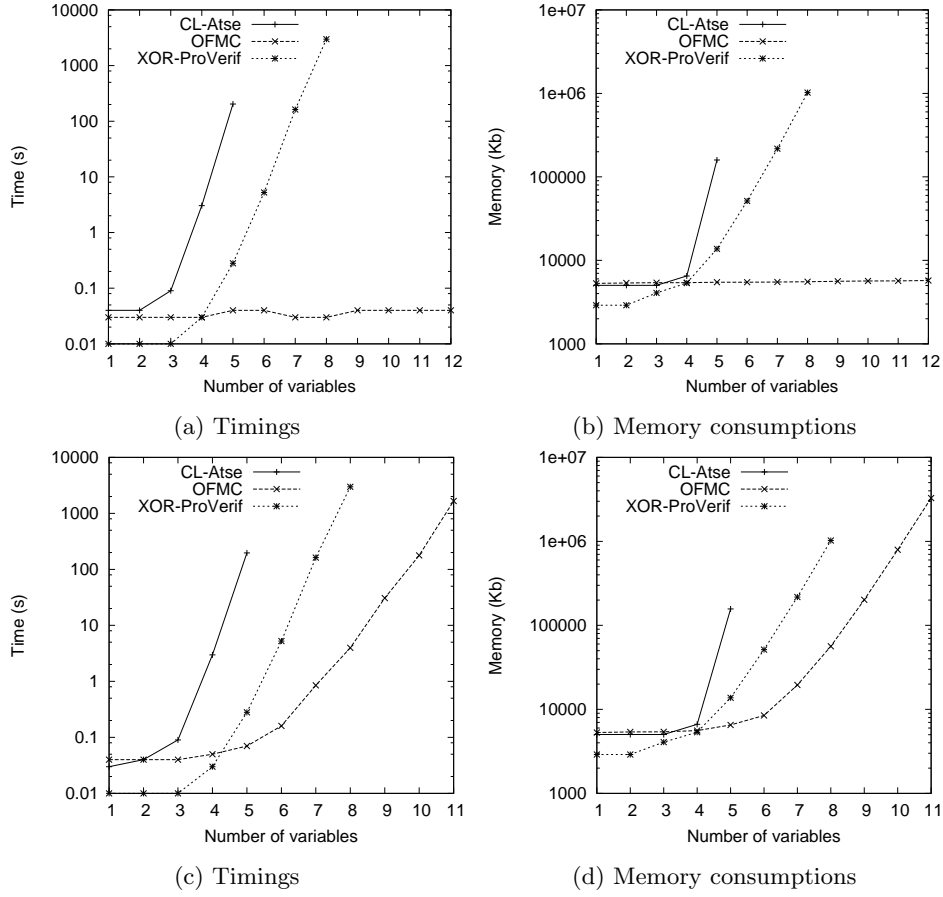 10000
1000
100
10
1
0.1
0.01
Time (s)
CL-Atse
OFMC
XOR-ProVerif
1 2 3 4 5 6 7 8 9 10 11 12
Number of variables
(a) Timings
1e+07
1e+06
100000
10000
1000
Memory (Kb)
CL-Atse
OFMC
XOR-ProVerif
1 2 3 4 5 6 7 8 9 10 11 12
Number of variables
(b) Memory consumptions
10000
1000
100
10
1
0.1
0.01
Time (s)
CL-Atse
OFMC
XOR-ProVerif
1 2 3 4 5 6 7 8 9 10 11
Number of variables
(c) Timings
1e+07
1e+06
100000
10000
1000
Memory (Kb)
CL-Atse
OFMC
XOR-ProVerif
1 2 3 4 5 6 7 8 9 10 11
Number of variables
(d) Memory consumptions